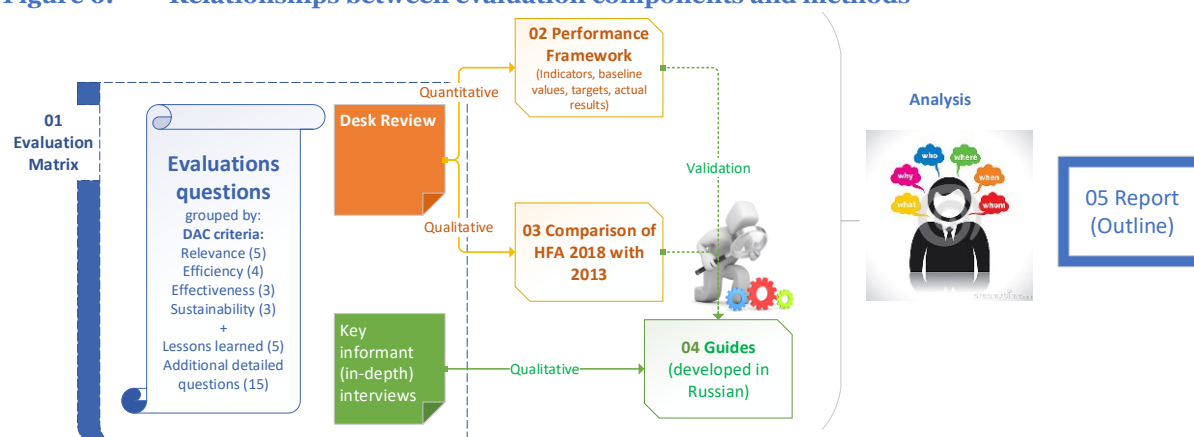 Figure 6. Relationships between evaluation components and methods
01
Evaluation
Matrix
Evaluations
questions
grouped by:
DAC criteria:
Relevance (5)
Efficiency (4)
Effectiveness (3)
Sustainability (3)
+
Lessons learned (5)
Additional detailed
questions (15)
Desk Review
Key
informant
(in-depth)
interviews
Quantitative
Qualitative
Qualitative
02 Performance
Framework
(Indicators, baseline
values, targets, actual
results)
03 Comparison of
HFA 2018 with
2013
Validation
04 Guides
(developed in
Russian)
Analysis
who
where
why
when
what
whom
05 Report
(Outline)